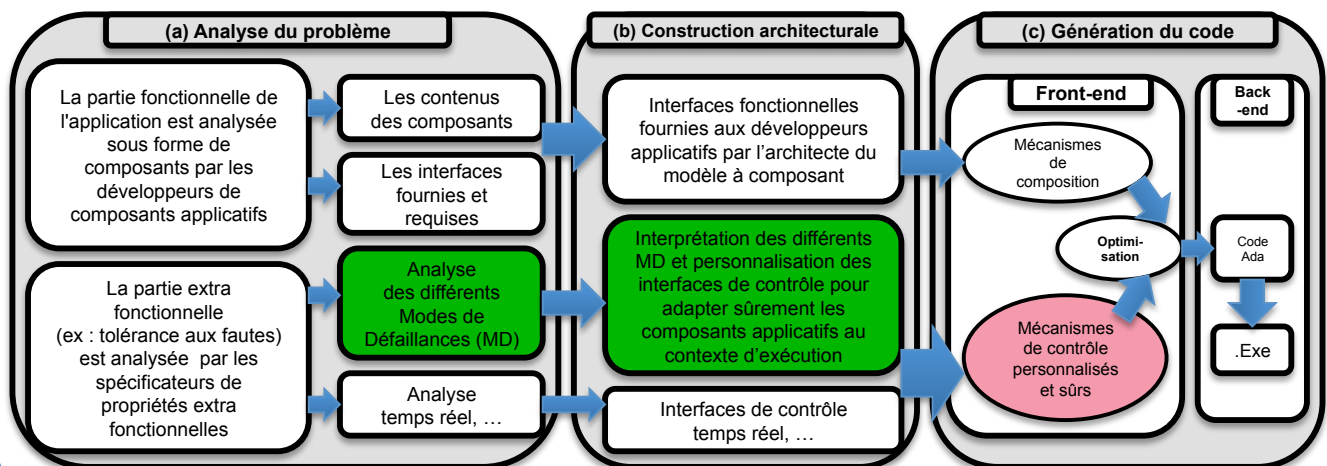 (a) Analyse du problème
La partie fonctionnelle de
l'application est analysée
sous forme de
composants par les
développeurs de
composants applicatifs
Les contenus
des composants
Les interfaces
fournies et
requises
La partie extra
fonctionnelle
(ex : tolérance aux fautes)
est analysée par les
spécificateurs de
propriétés extra
fonctionnelles
Analyse
des différents
Modes de
Défaillances (MD)
Analyse
temps réel, …
(b) Construction architecturale
Interfaces fonctionnelles
fournies aux développeurs
applicatifs par l’architecte du
modèle à composant
Interprétation des différents
MD et personnalisation des
interfaces de contrôle pour
adapter sûrement les
composants applicatifs au
contexte d’exécution
Interfaces de contrôle
temps réel, …
(c) Génération du code
Front-end
Mécanismes
de
composition
Optimi-
sation
Mécanismes
de contrôle
personnalisés
et sûrs
Back
-end
Code
Ada
.Exe